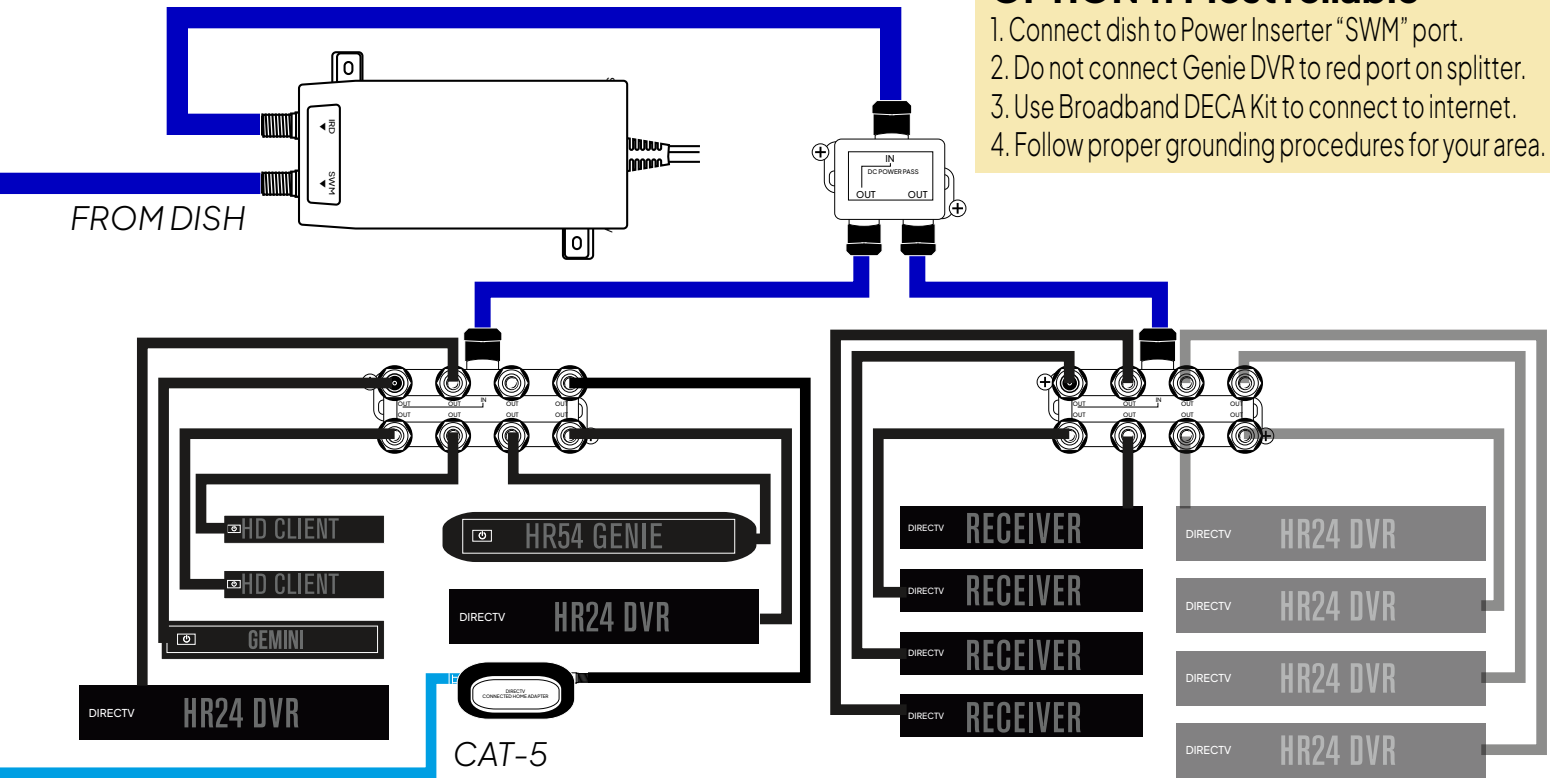 1. Connect dish to Power Inserter “SWM” port.
2. Do not connect Genie DVR to red port on splitter.
3. Use Broadband DECA Kit to connect to internet.
4. Follow proper grounding procedures for your area.
IRD
SWM
FROM DISH
IN
DC POWER PASS
OUT OUT
OUT OUT IN OUT OUT
OUT OUT OUT OUT
HD CLIENT
HD CLIENT
GEMINI
DIRECTV HR24 DVR
HR54 GENIE
DIRECTV HR24 DVR
DIRECTV
CONNECTED HOME ADAPTER
CAT-5
OUT OUT IN OUT OUT
OUT OUT OUT OUT
DIRECTV RECEIVER
DIRECTV RECEIVER
DIRECTV RECEIVER
DIRECTV RECEIVER
DIRECTV HR24 DVR
DIRECTV HR24 DVR
DIRECTV HR24 DVR
DIRECTV HR24 DVR